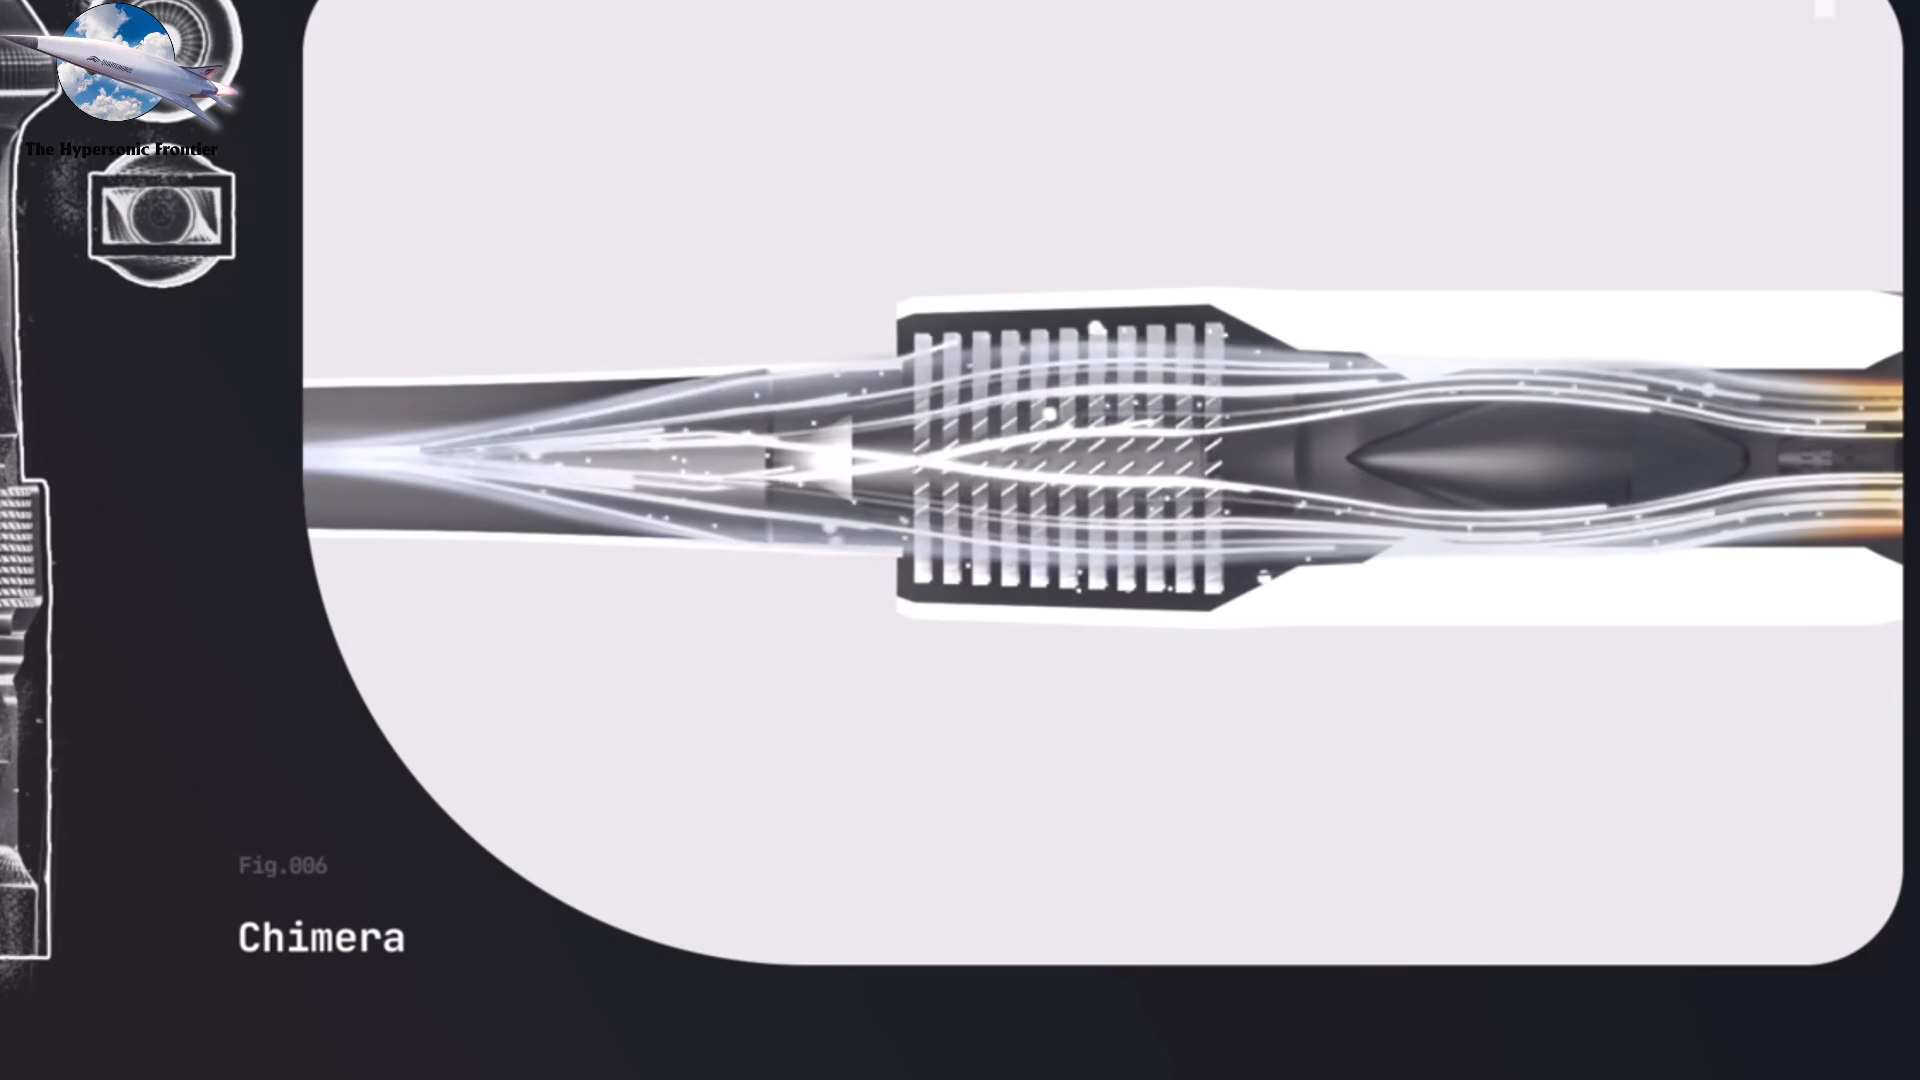 The Hypersonic Frontier
Fig.006
Chimera